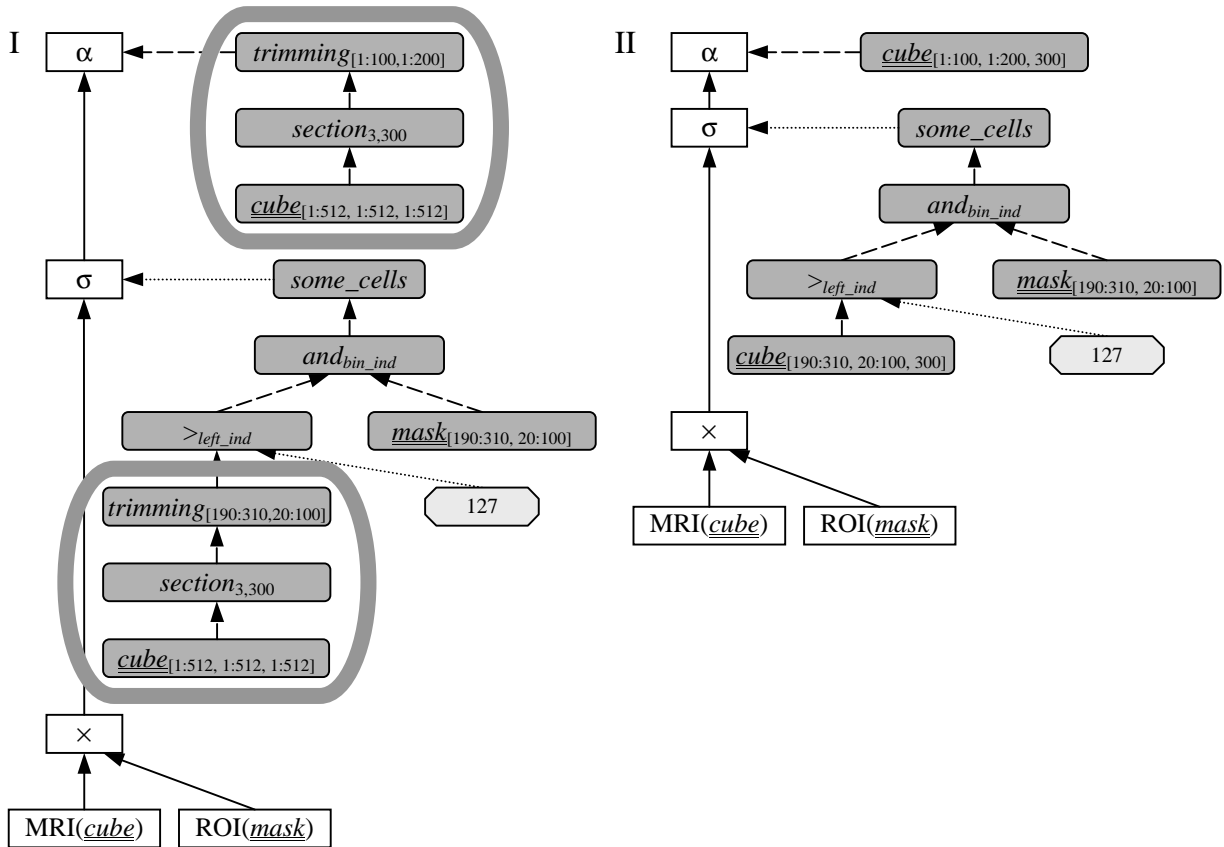 I
α
trimming[1:100,1:200]
section3,300
cube[1:512, 1:512, 1:512]
σ
some_cells
andbin_ind
>left_ind
mask[190:310, 20:100]
trimming[190:310,20:100]
127
section3,300
cube[1:512, 1:512, 1:512]
×
MRI(cube)
ROI(mask)
II
α
cube[1:100, 1:200, 300]
σ
some_cells
andbin_ind
>left_ind
mask[190:310, 20:100]
cube[190:310, 20:100, 300]
127
×
MRI(cube)
ROI(mask)